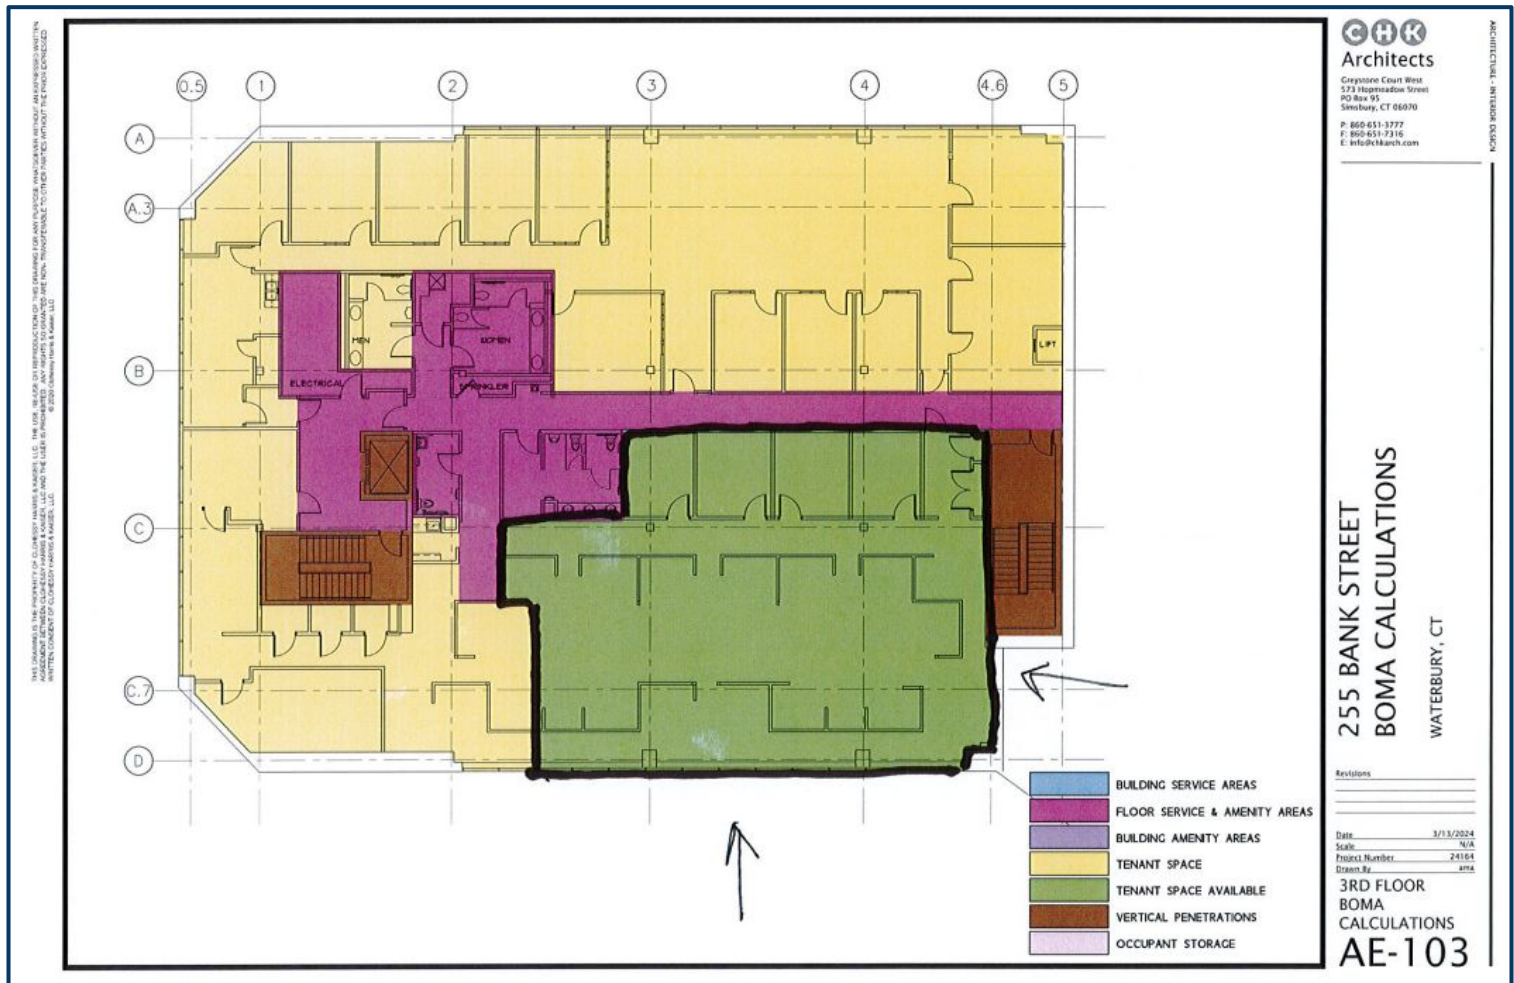 0.5 1 2 3 4 4.6 5
A
A.3
B
C
C.7
D
MEN
WOMEN
ELECTRICAL
SPRINKLER
LIFT
BUILDING SERVICE AREAS
FLOOR SERVICE & AMENITY AREAS
BUILDING AMENITY AREAS
TENANT SPACE
TENANT SPACE AVAILABLE
VERTICAL PENETRATIONS
OCCUPANT STORAGE
CHK
Architects
Greystone Court West
573 Hopmeadow Street
PO Box 95
Simsbury, CT 06070
P: 860-651-3777
F: 860-651-7316
E: info@chkarch.com
ARCHITECTURE - INTERIOR DESIGN
255 BANK STREET
BOMA CALCULATIONS
WATERBURY, CT
Revisions
Date 3/13/2024
Scale N/A
Project Number 24164
Drawn By ama
3RD FLOOR
BOMA
CALCULATIONS
AE-103